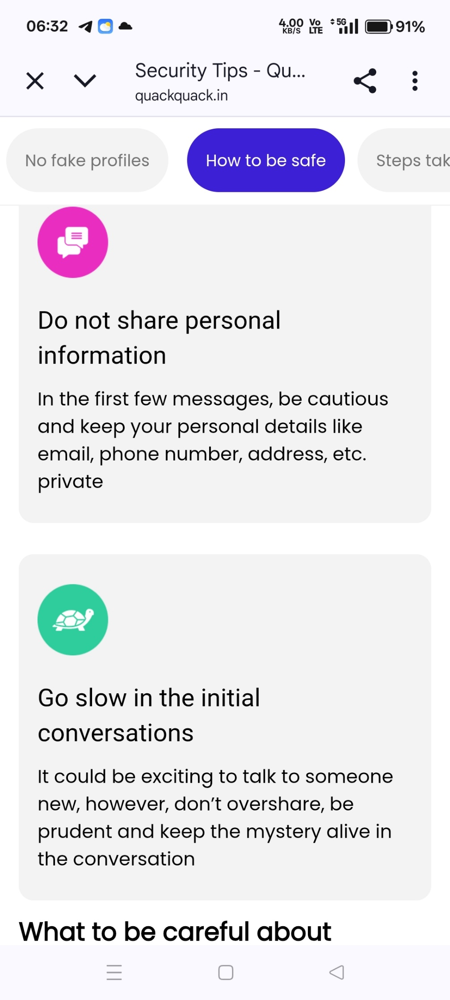 06:32
4.00 KB/S Vo LTE 5G 91%
Security Tips - Qu...
quackquack.in
No fake profiles
How to be safe
Steps tak
Do not share personal
information
In the first few messages, be cautious
and keep your personal details like
email, phone number, address, etc.
private
Go slow in the initial
conversations
It could be exciting to talk to someone
new, however, don’t overshare, be
prudent and keep the mystery alive in
the conversation
What to be careful about